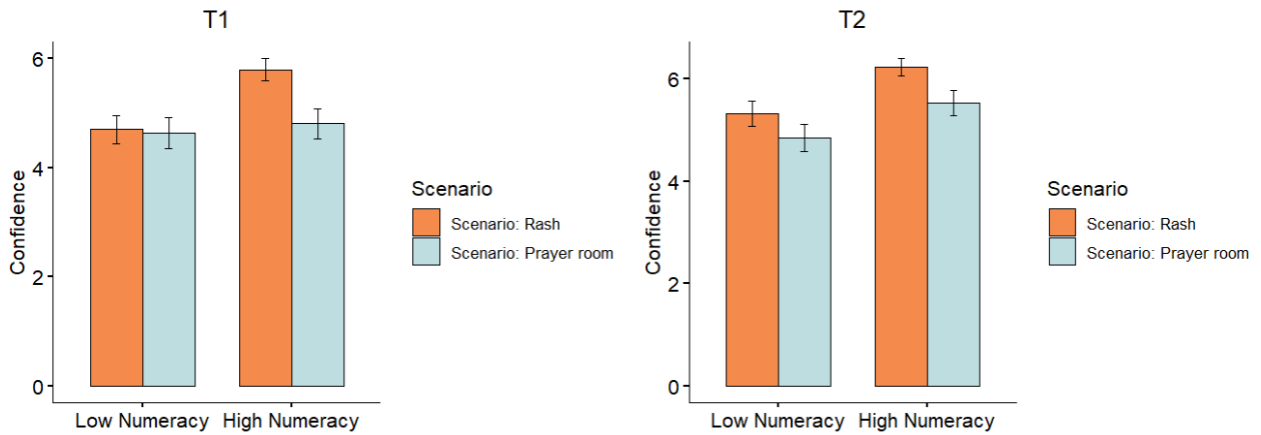 T1
6
4
2
0
Confidence
Low Numeracy High Numeracy
Scenario
Scenario: Rash
Scenario: Prayer room
T2
6
4
2
0
Confidence
Low Numeracy High Numeracy
Scenario
Scenario: Rash
Scenario: Prayer room